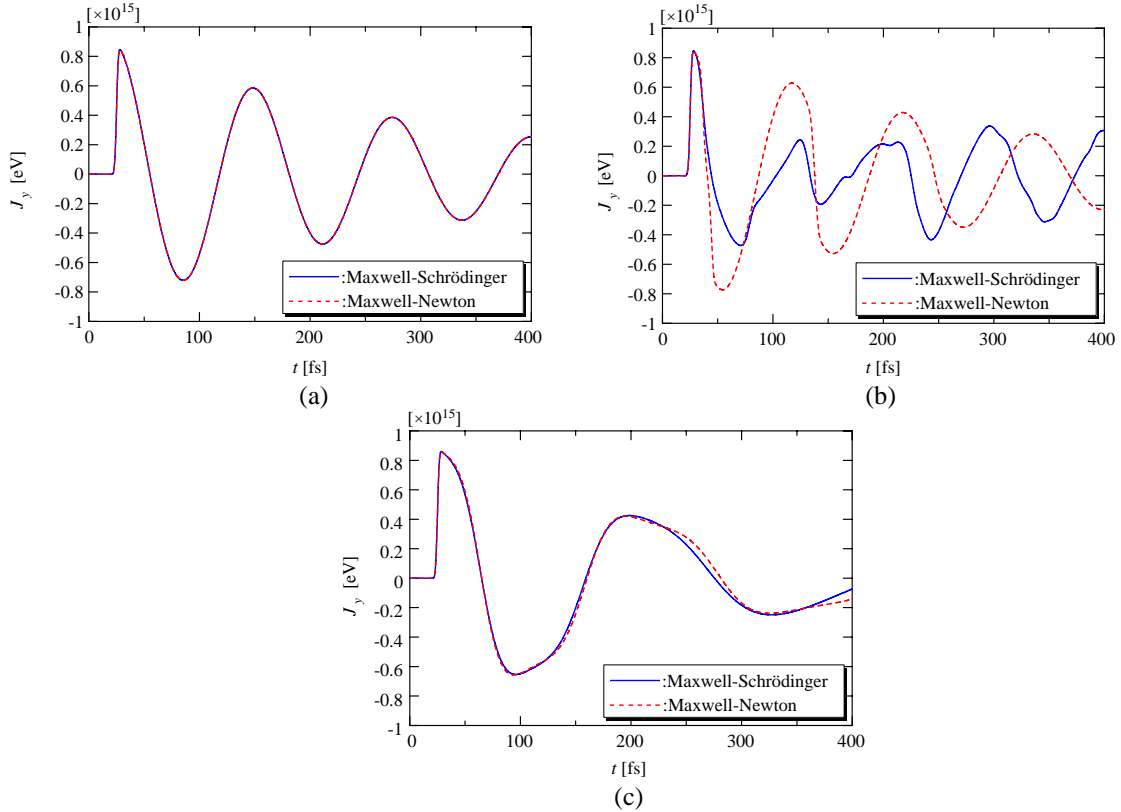 [×10^15]
1
0.8
0.6
0.4
0.2
0
-0.2
-0.4
-0.6
-0.8
-1
J_y [eV]
0 100 200 300 400
t [fs]
:Maxwell-Schrödinger
:Maxwell-Newton
(a)
[×10^15]
1
0.8
0.6
0.4
0.2
0
-0.2
-0.4
-0.6
-0.8
-1
J_y [eV]
0 100 200 300 400
t [fs]
:Maxwell-Schrödinger
:Maxwell-Newton
(b)
[×10^15]
1
0.8
0.6
0.4
0.2
0
-0.2
-0.4
-0.6
-0.8
-1
J_y [eV]
0 100 200 300 400
t [fs]
:Maxwell-Schrödinger
:Maxwell-Newton
(c)